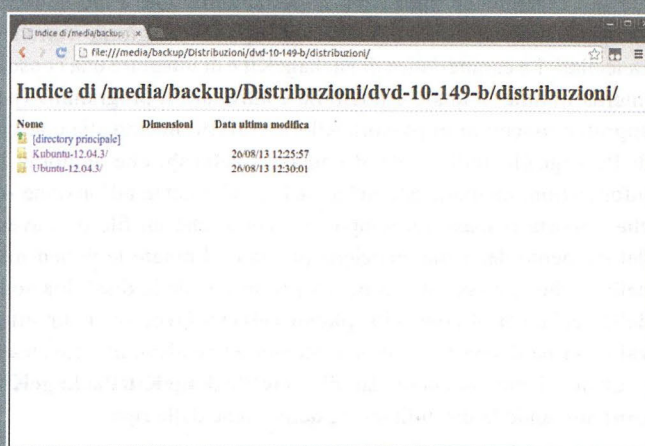 Indice di /media/backup/
file:///media/backup/Distribuzioni/dvd-10-149-b/distribuzioni/
Indice di /media/backup/Distribuzioni/dvd-10-149-b/distribuzioni/
Nome Dimensioni Data ultima modifica
[directory principale]
Kubuntu-12.04.3/ 26/08/13 12:25:57
Ubuntu-12.04.3/ 26/08/13 12:30:01